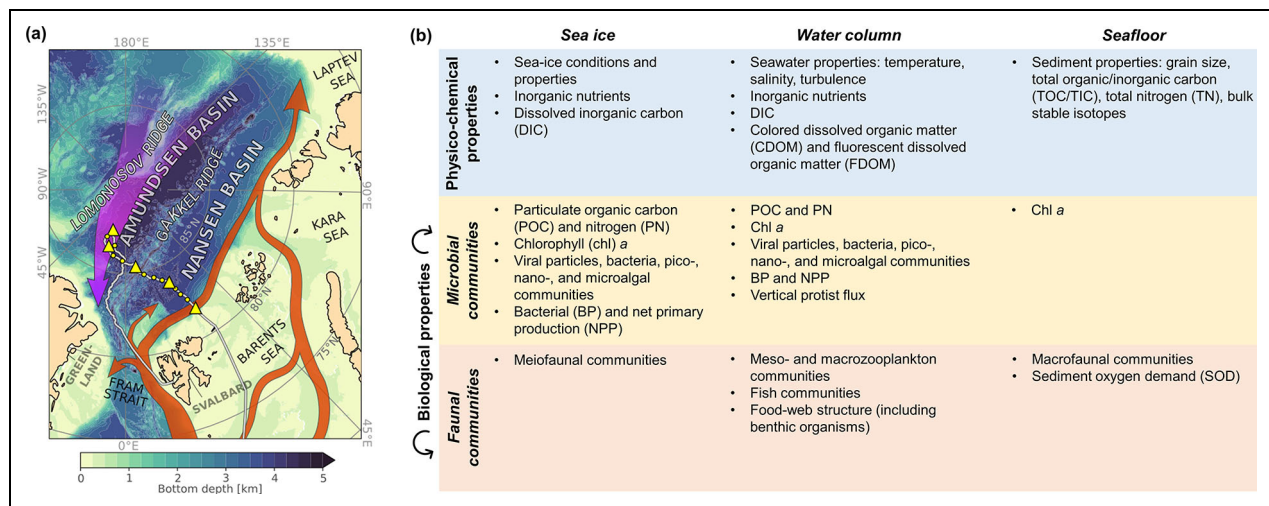 (a)
180°E
135°E
LAPTEV
SEA
135°W
LOMONOSOV RIDGE
AMUNDSEN BASIN
GAKKEL RIDGE
NANSEN BASIN
90°W
90°E
85°N
KARA
SEA
45°W
80°N
BARENTS
SEA
75°N
GREEN-
LAND
FRAM
STRAIT
SVALBARD
0°E
45°E
0 1 2 3 4 5
Bottom depth [km]
(b)
Sea ice
Water column
Seafloor
Physico-chemical
properties
• Sea-ice conditions and
properties
• Inorganic nutrients
• Dissolved inorganic carbon
(DIC)
• Seawater properties: temperature,
salinity, turbulence
• Inorganic nutrients
• DIC
• Colored dissolved organic matter
(CDOM) and fluorescent dissolved
organic matter (FDOM)
• Sediment properties: grain size,
total organic/inorganic carbon
(TOC/TIC), total nitrogen (TN), bulk
stable isotopes
Biological properties
Microbial
communities
• Particulate organic carbon
(POC) and nitrogen (PN)
• Chlorophyll (chl) a
• Viral particles, bacteria, pico-,
nano-, and microalgal
communities
• Bacterial (BP) and net primary
production (NPP)
• POC and PN
• Chl a
• Viral particles, bacteria, pico-,
nano-, and microalgal communities
• BP and NPP
• Vertical protist flux
• Chl a
Faunal
communities
• Meiofaunal communities
• Meso- and macrozooplankton
communities
• Fish communities
• Food-web structure (including
benthic organisms)
• Macrofaunal communities
• Sediment oxygen demand (SOD)